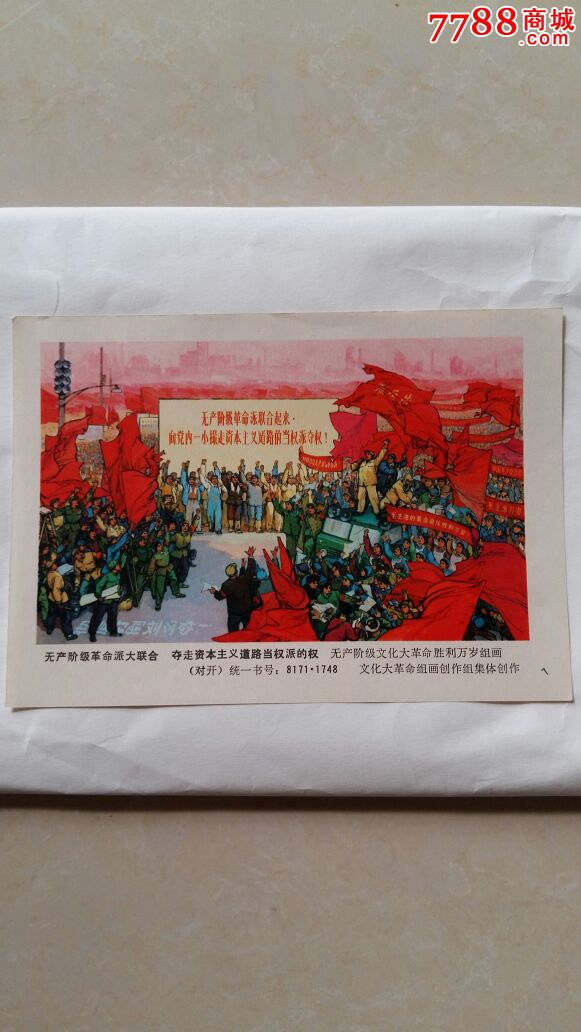 7788商城
.com
无产阶级革命派联合起来，
向党内一小撮走资本主义道路的当权派夺权！
无产阶级革命派大联合 夺走资本主义道路当权派的权 无产阶级文化大革命胜利万岁组画
（对开）统一书号：8171·1748 文化大革命组画创作组集体创作